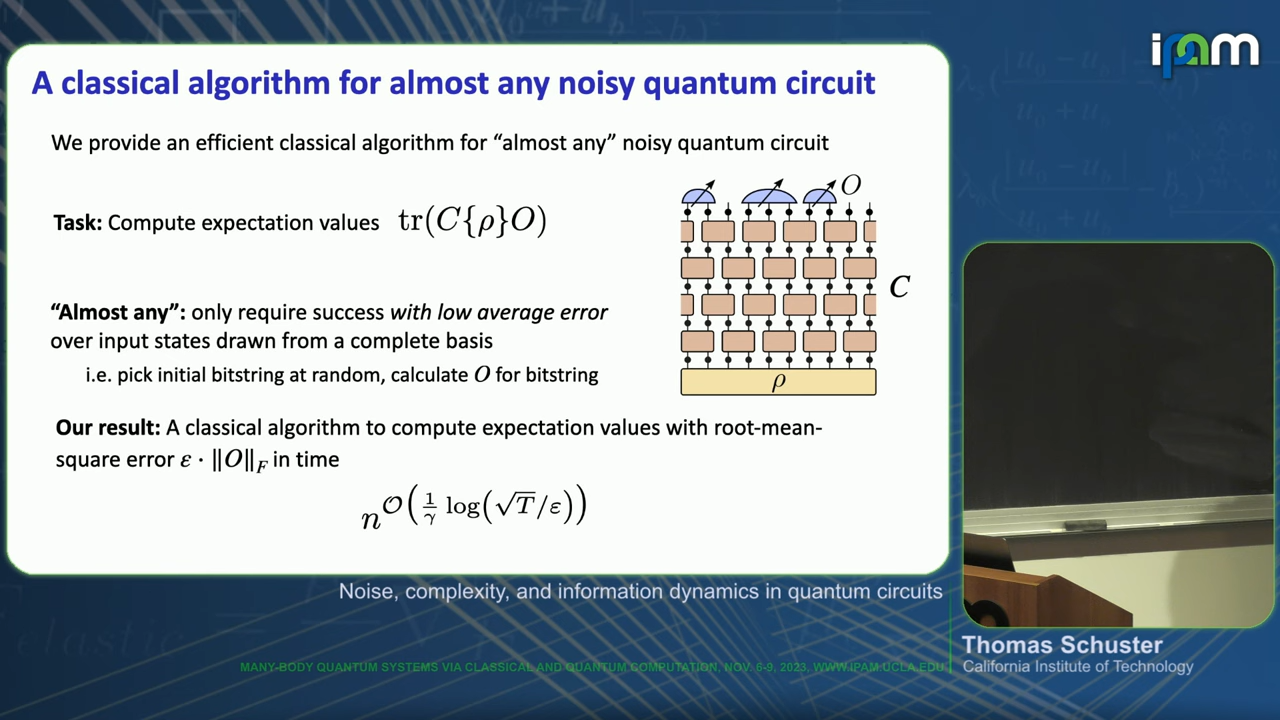 ipam
A classical algorithm for almost any noisy quantum circuit
We provide an efficient classical algorithm for “almost any” noisy quantum circuit
Task: Compute expectation values tr(C{ρ}O)
O
C
ρ
“Almost any”: only require success with low average error
over input states drawn from a complete basis
i.e. pick initial bitstring at random, calculate O for bitstring
Our result: A classical algorithm to compute expectation values with root-mean-
square error ε · ‖O‖_F in time
n^{𝒪(1/γ log(√T/ε))}
Noise, complexity, and information dynamics in quantum circuits
Thomas Schuster
California Institute of Technology
MANY-BODY QUANTUM SYSTEMS VIA CLASSICAL AND QUANTUM COMPUTATION, NOV. 6-9, 2023, WWW.IPAM.UCLA.EDU